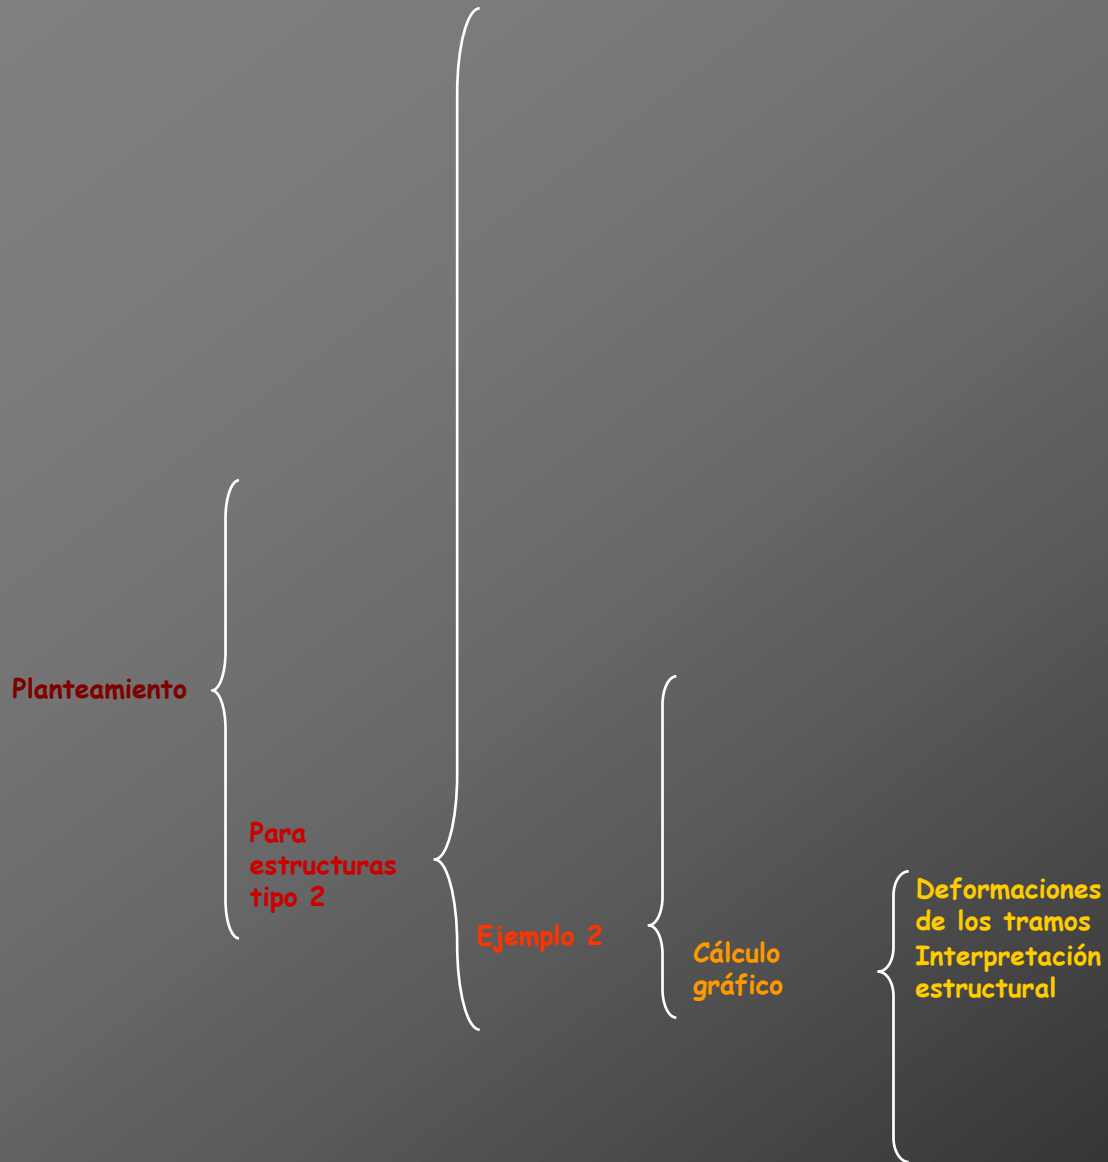 Planteamiento
Para
estructuras
tipo 2
Ejemplo 2
Cálculo
gráfico
Deformaciones
de los tramos
Interpretación
estructural